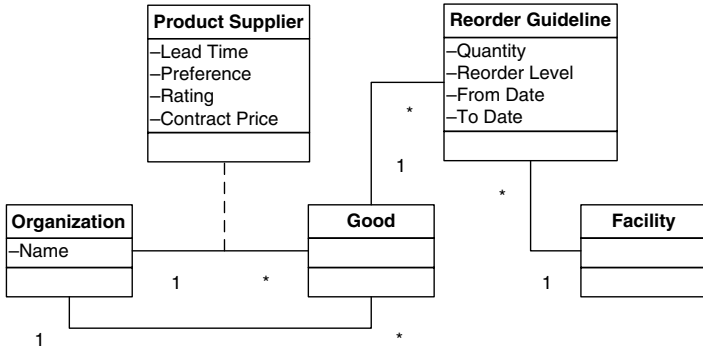 Product Supplier
–Lead Time
–Preference
–Rating
–Contract Price
Reorder Guideline
–Quantity
–Reorder Level
–From Date
–To Date
*
1
*
Organization
–Name
Good
Facility
1
*
1
1
*